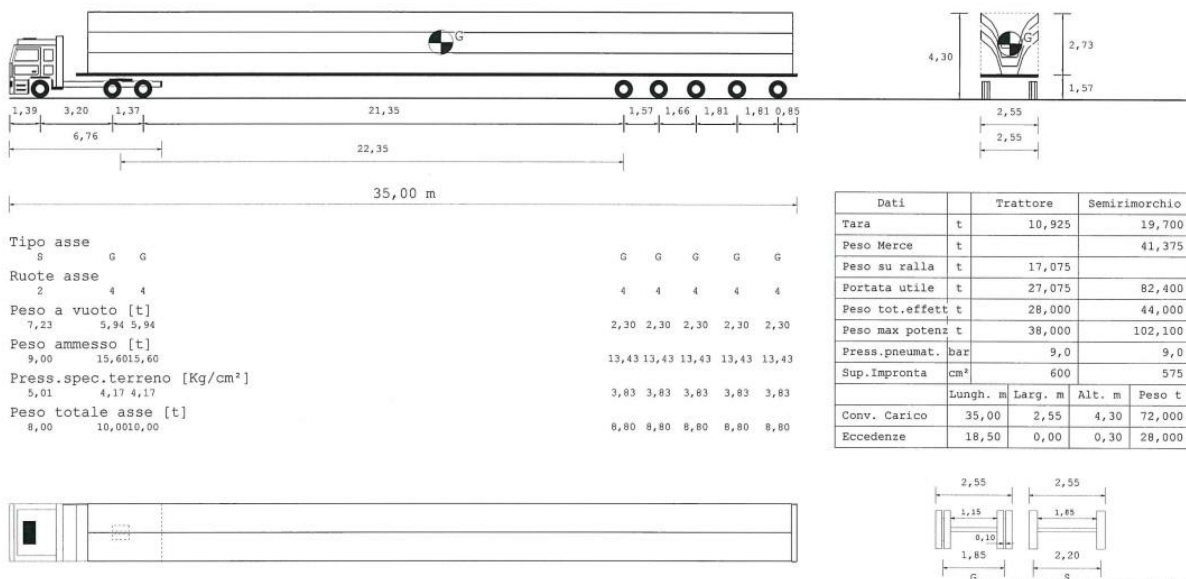 G
G
4,30
2,73
1,57
1,39 3,20 1,37 21,35 1,57 1,66 1,81 1,81 0,85
2,55
6,76
2,55
22,35
35,00 m
Tipo asse
S G G G G G G G
Ruote asse
2 4 4 4 4 4 4 4
Peso a vuoto [t]
7,23 5,94 5,94 2,30 2,30 2,30 2,30 2,30
Peso ammesso [t]
9,00 15,6015,60 13,43 13,43 13,43 13,43 13,43
Press.spec.terreno [Kg/cm²]
5,01 4,17 4,17 3,83 3,83 3,83 3,83 3,83
Peso totale asse [t]
8,00 10,0010,00 8,80 8,80 8,80 8,80 8,80
Dati Trattore Semirimorchio
Tara t 10,925 19,700
Peso Merce t 41,375
Peso su ralla t 17,075
Portata utile t 27,075 82,400
Peso tot.effett t 28,000 44,000
Peso max potenz t 38,000 102,100
Press.pneumat. bar 9,0 9,0
Sup.Impronta cm² 600 575
Lungh. m Larg. m Alt. m Peso t
Conv. Carico 35,00 2,55 4,30 72,000
Eccedenze 18,50 0,00 0,30 28,000
2,55 2,55
1,15 1,85
0,10
1,85 2,20
G S